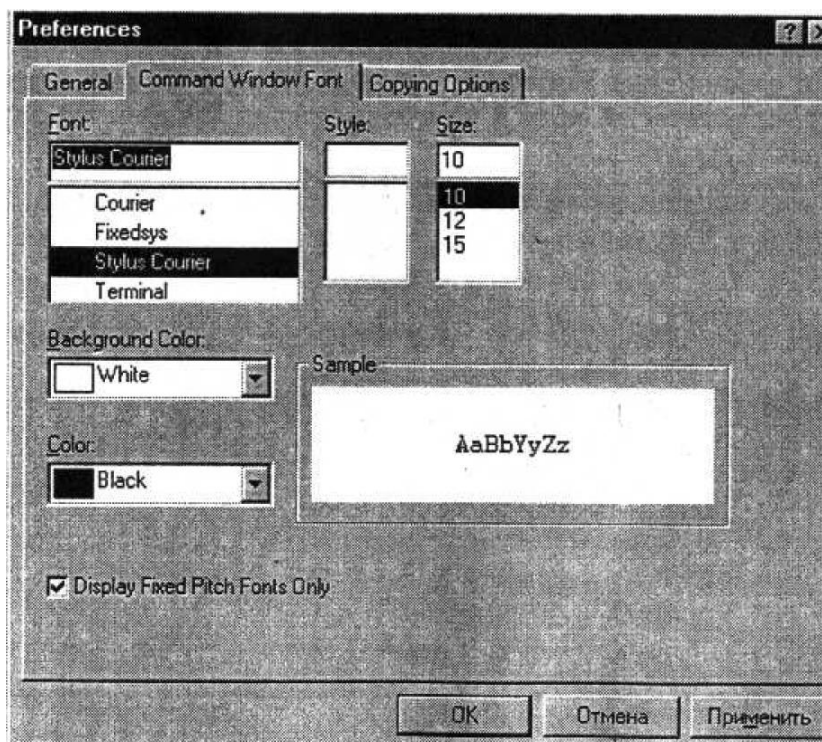 Preferences
General Command Window Font Copying Options
Font: Style: Size:
Stylus Courier 10
Courier 10
Fixedsys 12
Stylus Courier 15
Terminal
Background Color:
White
Sample
AaBbYyZz
Color:
Black
Display Fixed Pitch Fonts Only
OK Отмена Применить